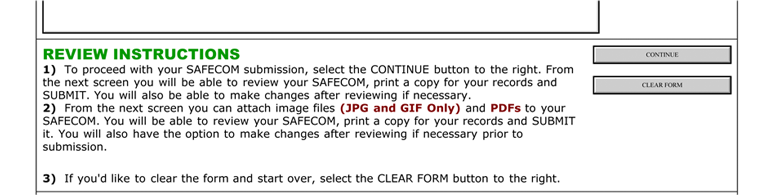 REVIEW INSTRUCTIONS
1) To proceed with your SAFECOM submission, select the CONTINUE button to the right. From
the next screen you will be able to review your SAFECOM, print a copy for your records and
SUBMIT. You will also be able to make changes after reviewing if necessary.
2) From the next screen you can attach image files (JPG and GIF Only) and PDFs to your
SAFECOM. You will be able to review your SAFECOM, print a copy for your records and SUBMIT
it. You will also have the option to make changes after reviewing if necessary prior to
submission.
3) If you'd like to clear the form and start over, select the CLEAR FORM button to the right.
CONTINUE
CLEAR FORM